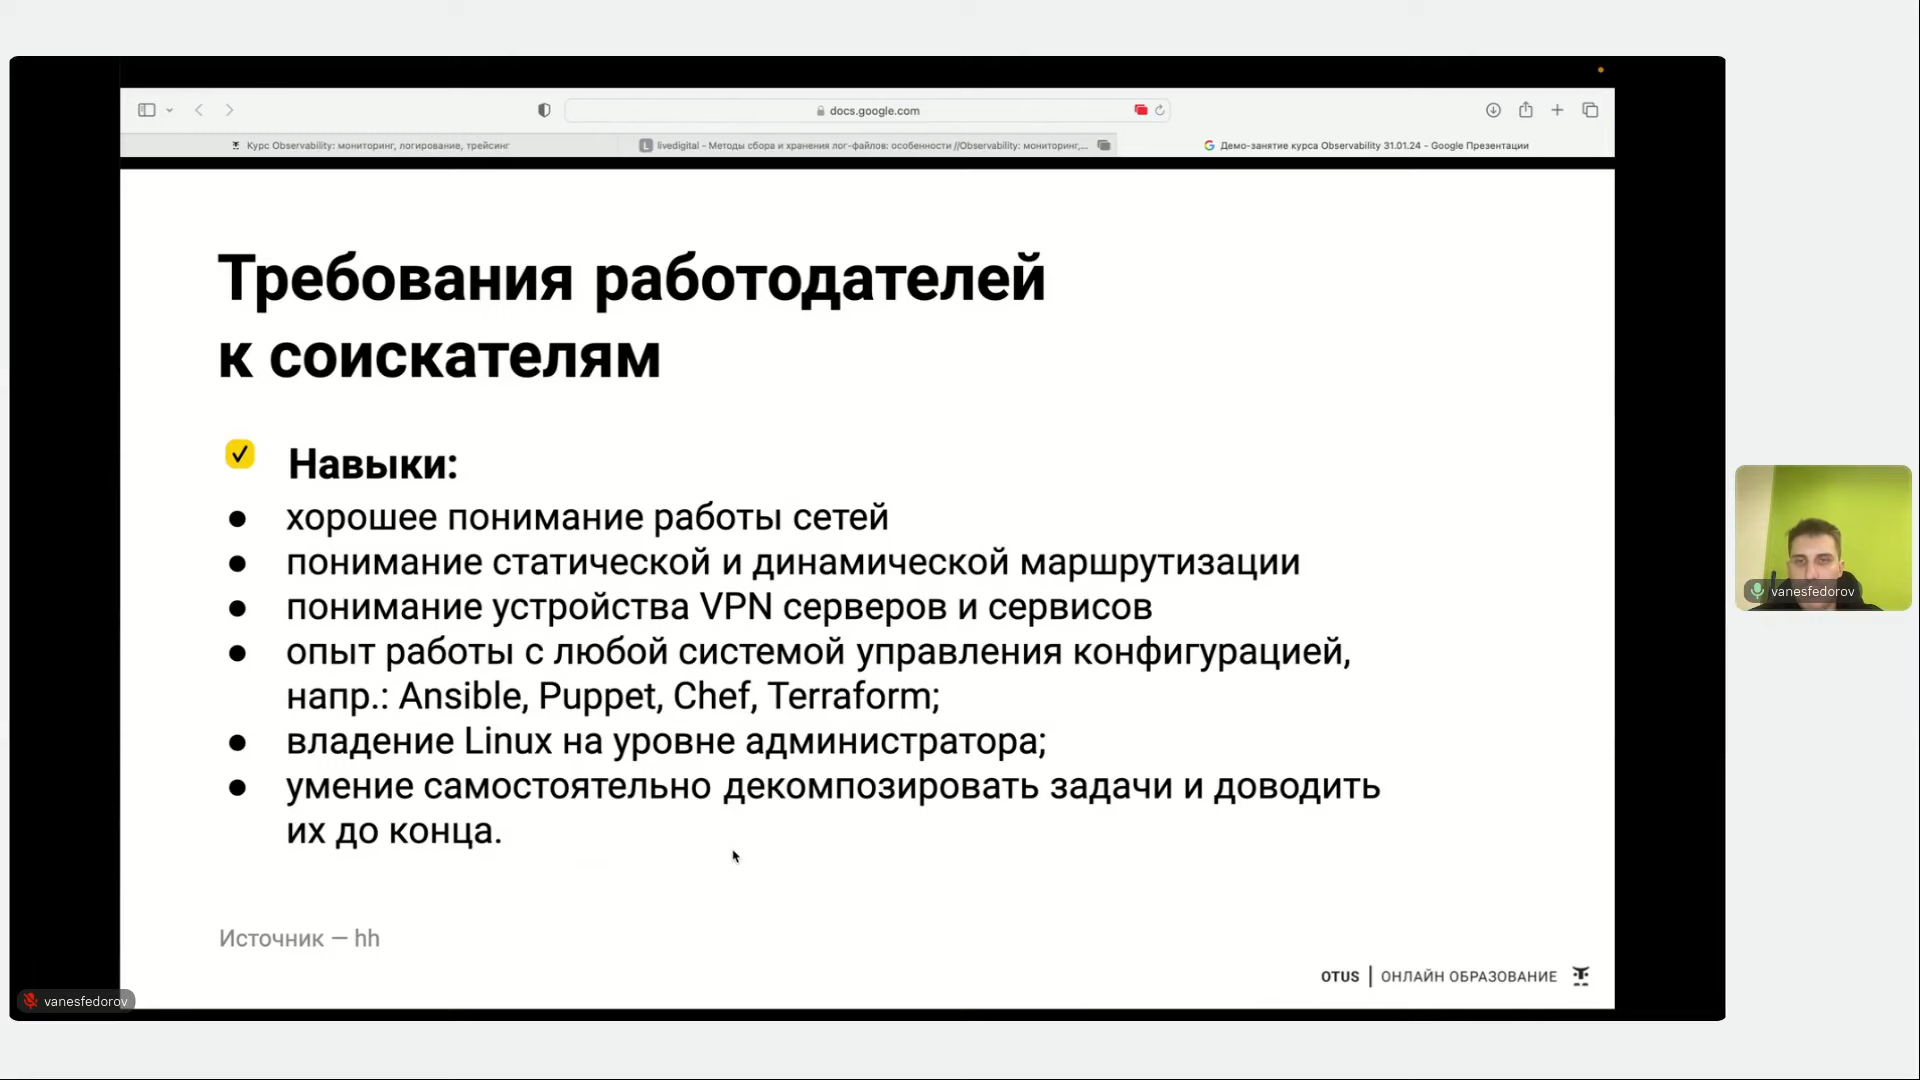 docs.google.com
Курс Observability: мониторинг, логирование, трейсинг
L livedigital - Методы сбора и хранения лог-файлов: особенности //Observability: мониторинг,...
Демо-занятие курса Observability 31.01.24 - Google Презентации
Требования работодателей
к соискателям
Навыки:
● хорошее понимание работы сетей
● понимание статической и динамической маршрутизации
● понимание устройства VPN серверов и сервисов
● опыт работы с любой системой управления конфигурацией,
напр.: Ansible, Puppet, Chef, Terraform;
● владение Linux на уровне администратора;
● умение самостоятельно декомпозировать задачи и доводить
их до конца.
Источник — hh
OTUS | ОНЛАЙН ОБРАЗОВАНИЕ
vanesfedorov
vanesfedorov